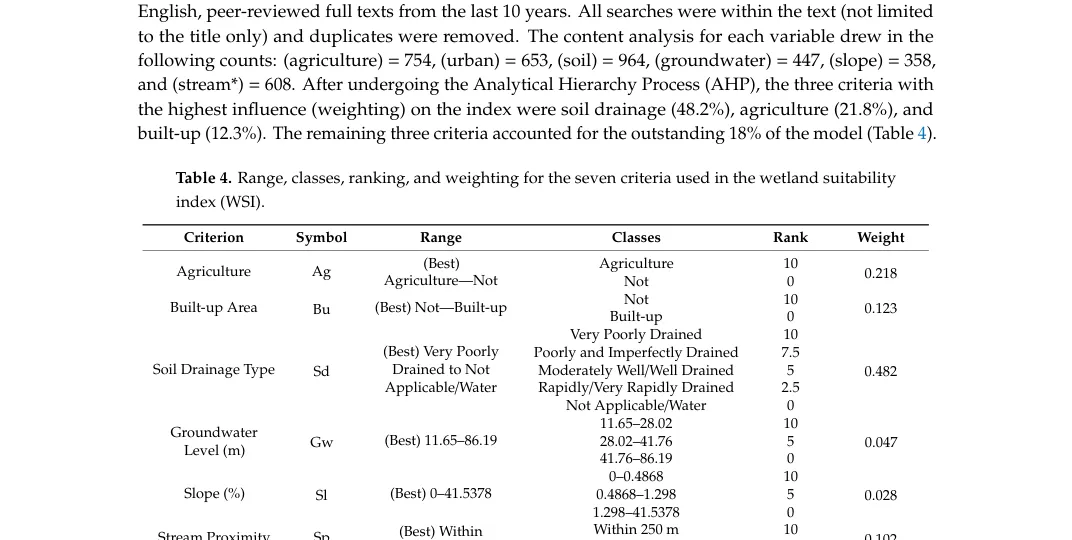 English, peer-reviewed full texts from the last 10 years. All searches were within the text (not limited
to the title only) and duplicates were removed. The content analysis for each variable drew in the
following counts: (agriculture) = 754, (urban) = 653, (soil) = 964, (groundwater) = 447, (slope) = 358,
and (stream*) = 608. After undergoing the Analytical Hierarchy Process (AHP), the three criteria with
the highest influence (weighting) on the index were soil drainage (48.2%), agriculture (21.8%), and
built-up (12.3%). The remaining three criteria accounted for the outstanding 18% of the model (Table 4).
Table 4. Range, classes, ranking, and weighting for the seven criteria used in the wetland suitability
index (WSI).
Criterion Symbol Range Classes Rank Weight
Agriculture Ag (Best) Agriculture—Not Agriculture 10 0.218
Not 0
Built-up Area Bu (Best) Not—Built-up Not 10 0.123
Built-up 0
Soil Drainage Type Sd (Best) Very Poorly Drained to Not Applicable/Water Very Poorly Drained 10 0.482
Poorly and Imperfectly Drained 7.5
Moderately Well/Well Drained 5
Rapidly/Very Rapidly Drained 2.5
Not Applicable/Water 0
Groundwater Level (m) Gw (Best) 11.65–86.19 11.65–28.02 10 0.047
28.02–41.76 5
41.76–86.19 0
Slope (%) Sl (Best) 0–41.5378 0–0.4868 10 0.028
0.4868–1.298 5
1.298–41.5378 0
Stream Proximity Sp (Best) Within Within 250 m 10 0.102